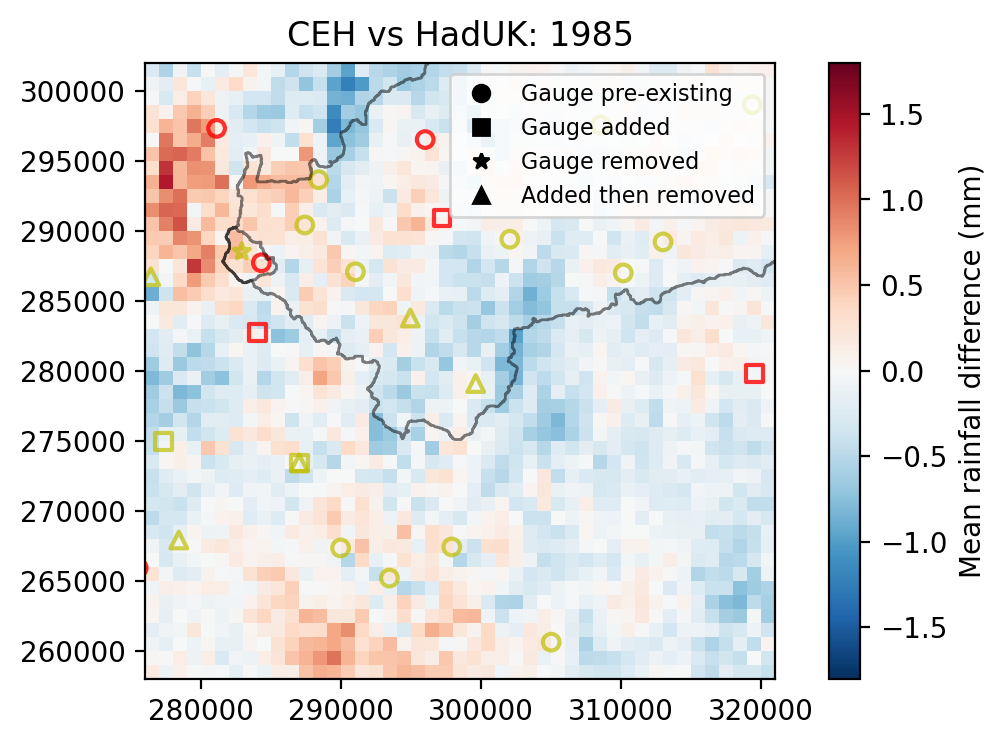 CEH vs HadUK: 1985
300000
295000
290000
285000
280000
275000
270000
265000
260000
280000 290000 300000 310000 320000
Gauge pre-existing
Gauge added
Gauge removed
Added then removed
1.5
1.0
0.5
0.0
−0.5
−1.0
−1.5
Mean rainfall difference (mm)